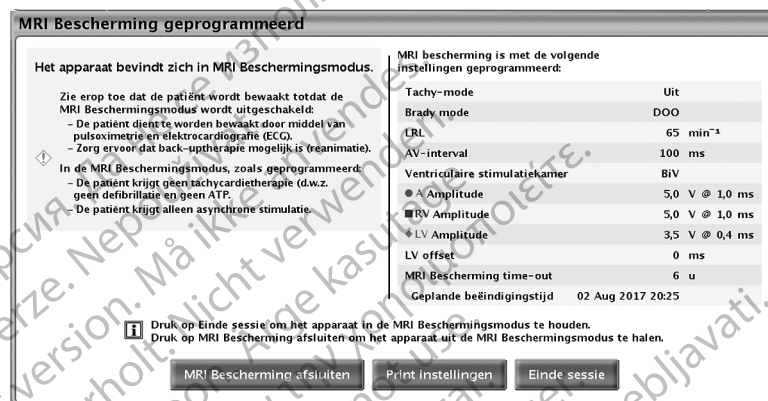 MRI Bescherming geprogrammeerd
Het apparaat bevindt zich in MRI Beschermingsmodus.
Zie erop toe dat de patiënt wordt bewaakt totdat de
MRI Beschermingsmodus wordt uitgeschakeld:
– De patiënt dient te worden bewaakt door middel van
pulsoximetrie en elektrocardiografie (ECG).
– Zorg ervoor dat back-uptherapie mogelijk is (reanimatie).
In de MRI Beschermingsmodus, zoals geprogrammeerd:
– De patiënt krijgt geen tachycardietherapie (d.w.z.
geen defibrillatie en geen ATP.
– De patiënt krijgt alleen asynchrone stimulatie.
MRI bescherming is met de volgende
instellingen geprogrammeerd:
Tachy-mode Uit
Brady mode DOO
LRL 65 min⁻¹
AV-interval 100 ms
Ventriculaire stimulatiekamer BiV
A Amplitude 5,0 V @ 1,0 ms
RV Amplitude 5,0 V @ 1,0 ms
LV Amplitude 3,5 V @ 0,4 ms
LV offset 0 ms
MRI Bescherming time-out 6 u
Geplande beëindigingstijd 02 Aug 2017 20:25
Druk op Einde sessie om het apparaat in de MRI Beschermingsmodus te houden.
Druk op MRI Bescherming afsluiten om het apparaat uit de MRI Beschermingsmodus te halen.
MRI Bescherming afsluiten Print instellingen Einde sessie